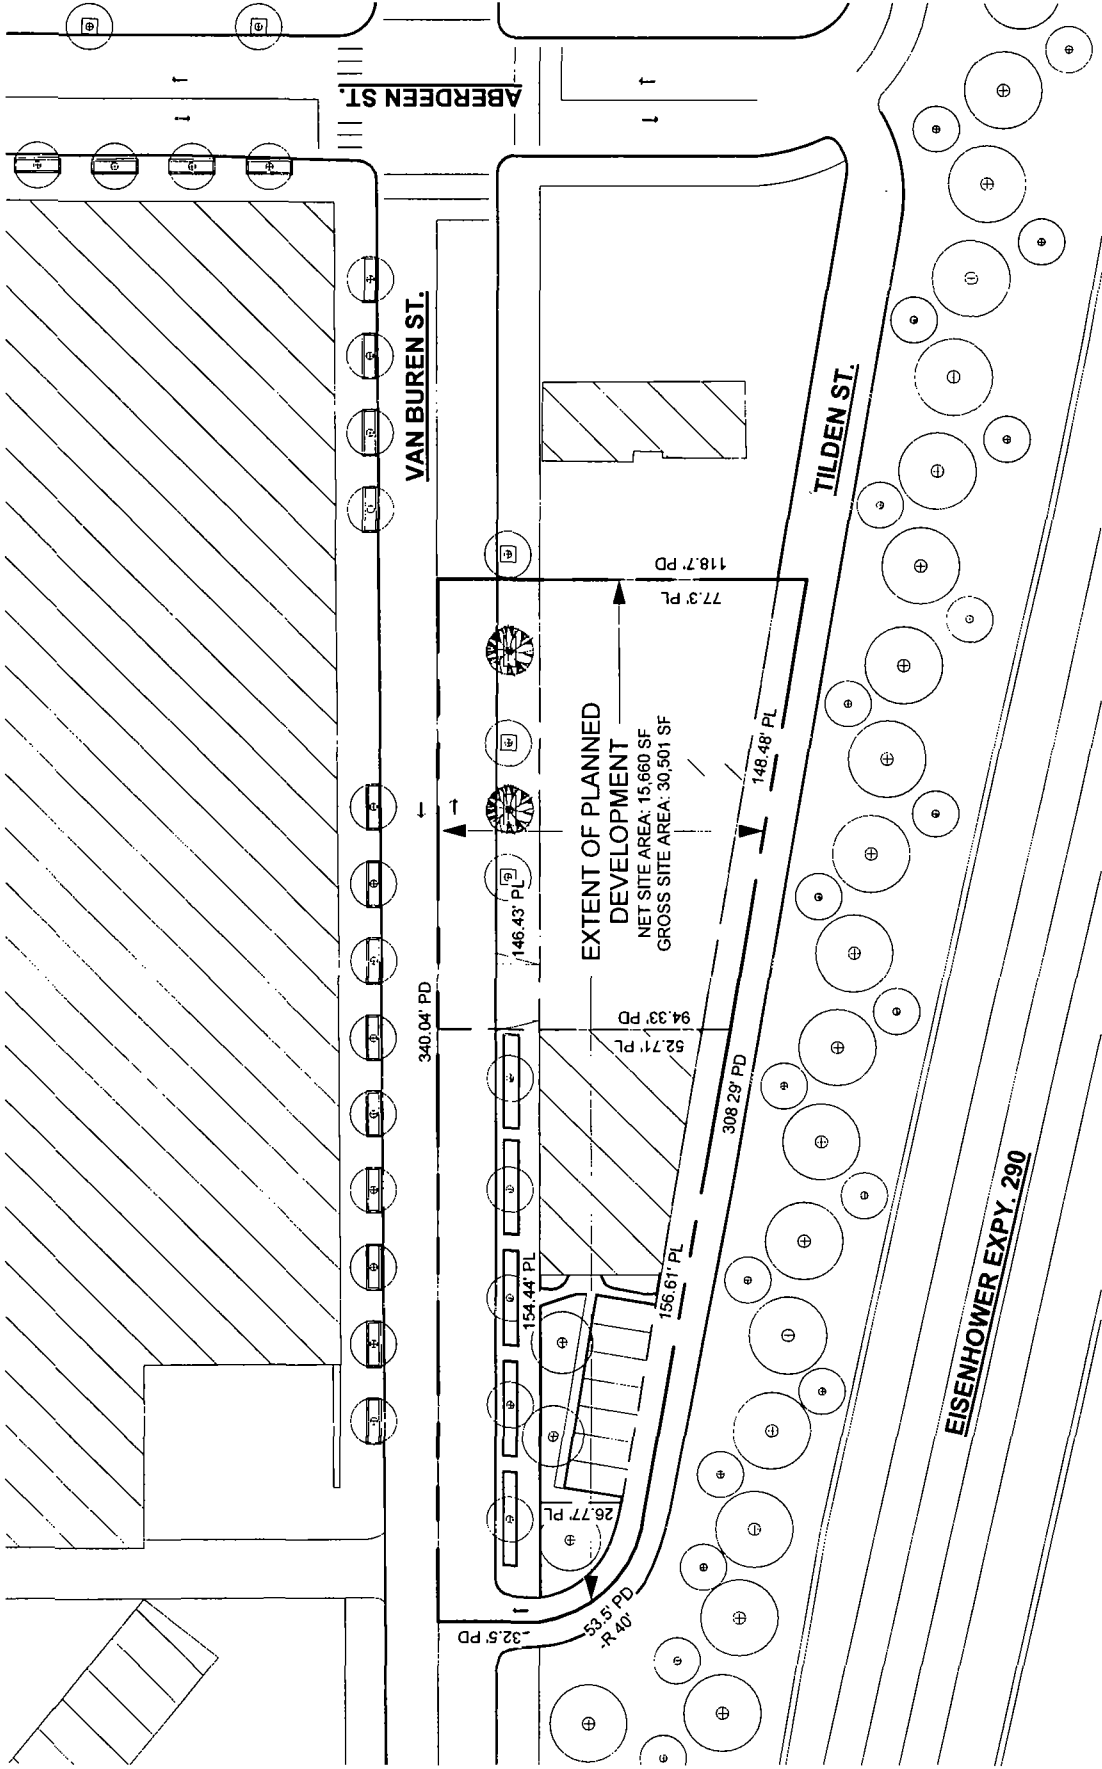 ABERDEEN ST.
VAN BUREN ST.
TILDEN ST.
118.7' PD
77.3' PL
148.48' PL
EXTENT OF PLANNED
DEVELOPMENT
NET SITE AREA: 15,660 SF
GROSS SITE AREA: 30,501 SF
146.43' PL
340.04' PD
94.33' PD
52.71' PL
308 29' PD
EISENHOWER EXPY. 290
154.44' PL
156.61' PL
26.77' PL
32.5' PD
53.5' PD
-R 40'